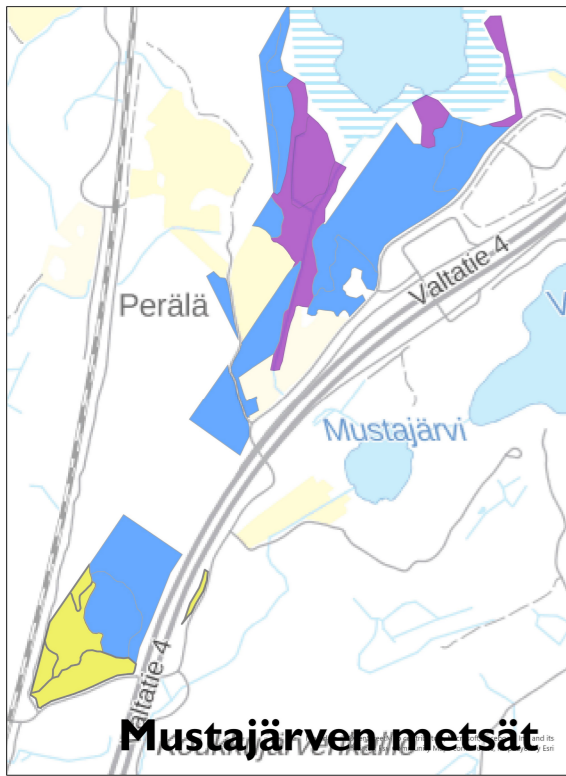 Valtatie 4
Perälä
V
Mustajärvi
Valtatie 4
Mustajärven metsät